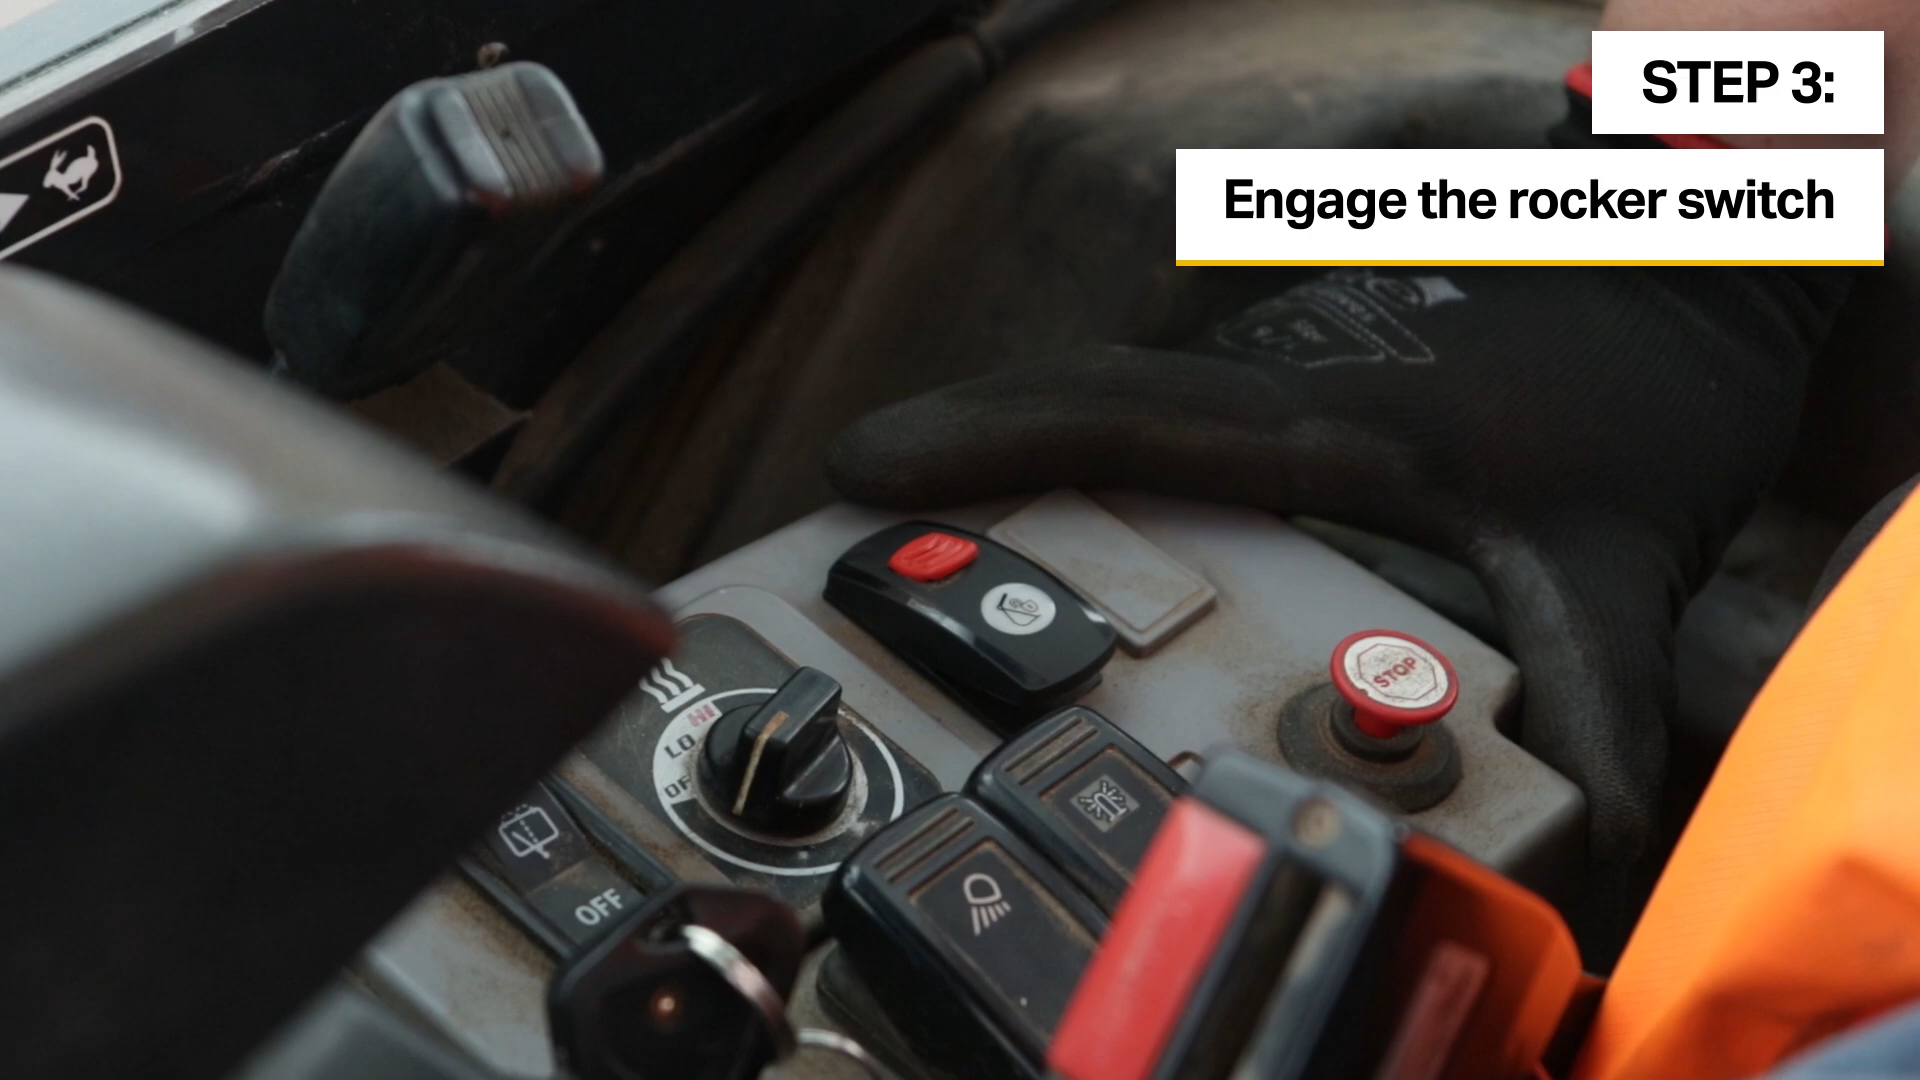 STEP 3:
Engage the rocker switch
STOP
HI
LO
OFF